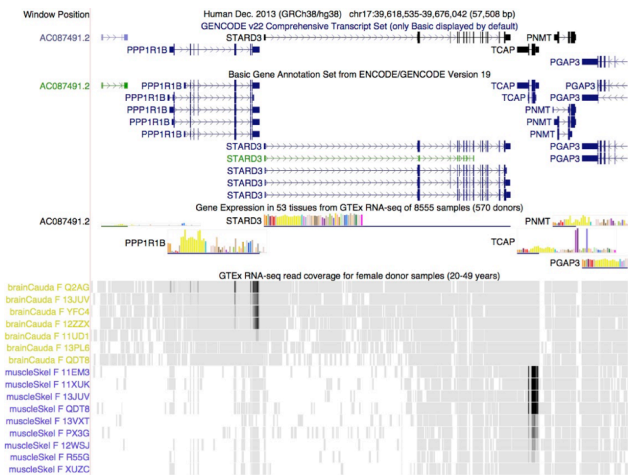 Window Position Human Dec. 2013 (GRCh38/hg38) chr17:39,618,535-39,676,042 (57,508 bp)
GENCODE v22 Comprehensive Transcript Set (only Basic displayed by default)
AC087491.2 STARD3 PNMT
PPP1R1B TCAP
PGAP3
Basic Gene Annotation Set from ENCODE/GENCODE Version 19
AC087491.2 PPP1R1B TCAP PGAP3
PPP1R1B TCAP PGAP3
PPP1R1B PNMT
PPP1R1B PNMT
PPP1R1B PNMT
STARD3 PGAP3
STARD3 PGAP3
STARD3
STARD3
STARD3
Gene Expression in 53 tissues from GTEx RNA-seq of 8555 samples (570 donors)
AC087491.2 STARD3 PNMT
PPP1R1B TCAP
PGAP3
GTEx RNA-seq read coverage for female donor samples (20-49 years)
brainCauda F Q2AG
brainCauda F 13JUV
brainCauda F YFC4
brainCauda F 12ZZX
brainCauda F 11UD1
brainCauda F 13PL6
brainCauda F QDT8
muscleSkel F 11EM3
muscleSkel F 11XUK
muscleSkel F 13JUV
muscleSkel F QDT8
muscleSkel F 13VXT
muscleSkel F PX3G
muscleSkel F 12WSJ
muscleSkel F R55G
muscleSkel F XUZC